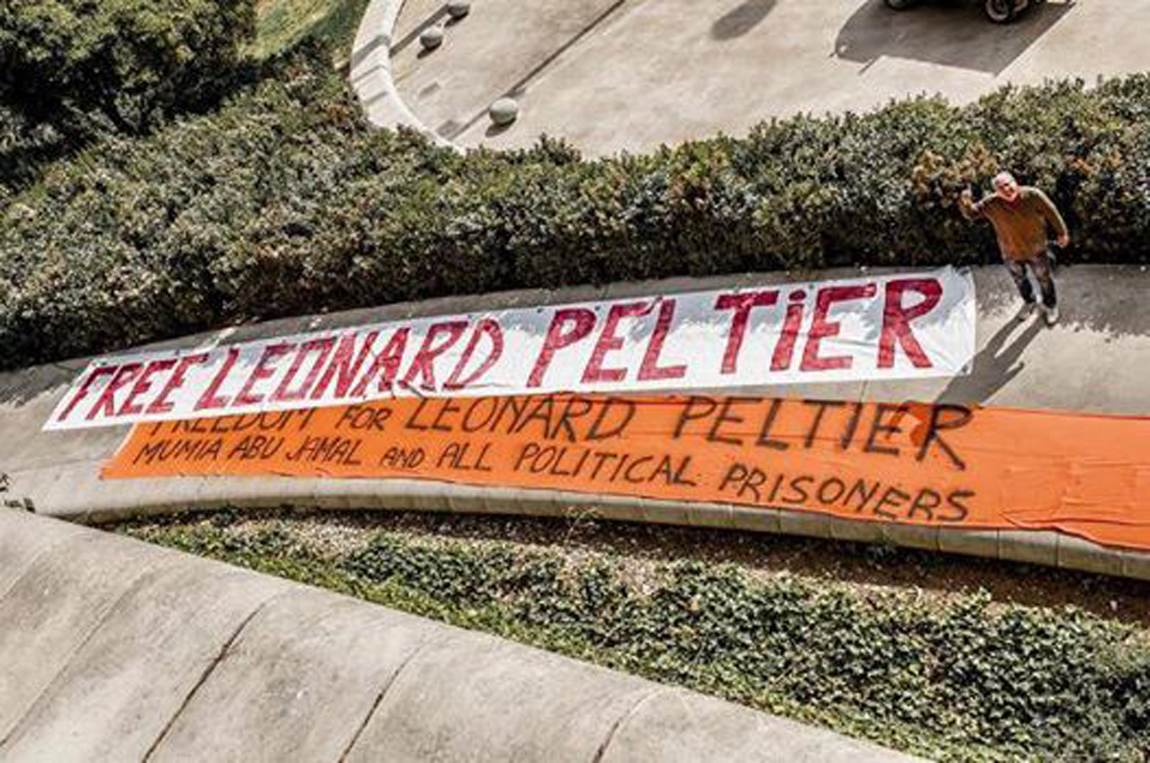 FREE LEONARD PELTiER
FREEDOM FOR LEONARD PELTIER
MUMIA ABU JAMAL AND ALL POLITICAL PRISONERS